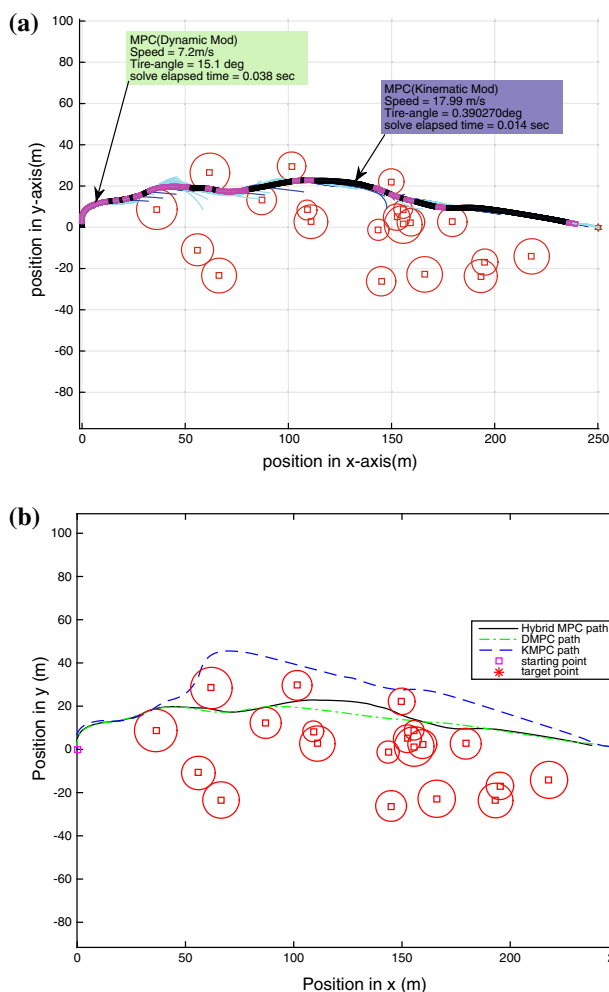 (a)
100
80
60
40
20
0
-20
-40
-60
-80
position in y-axis(m)
MPC(Dynamic Mod)
Speed = 7.2m/s
Tire-angle = 15.1 deg
solve elapsed time = 0.038 sec
MPC(Kinematic Mod)
Speed = 17.99 m/s
Tire-angle = 0.390270deg
solve elapsed time = 0.014 sec
0 50 100 150 200 250
position in x-axis(m)
(b)
100
80
60
40
20
0
-20
-40
-60
-80
Position in y (m)
Hybrid MPC path
DMPC path
KMPC path
starting point
target point
0 50 100 150 200 2
Position in x (m)